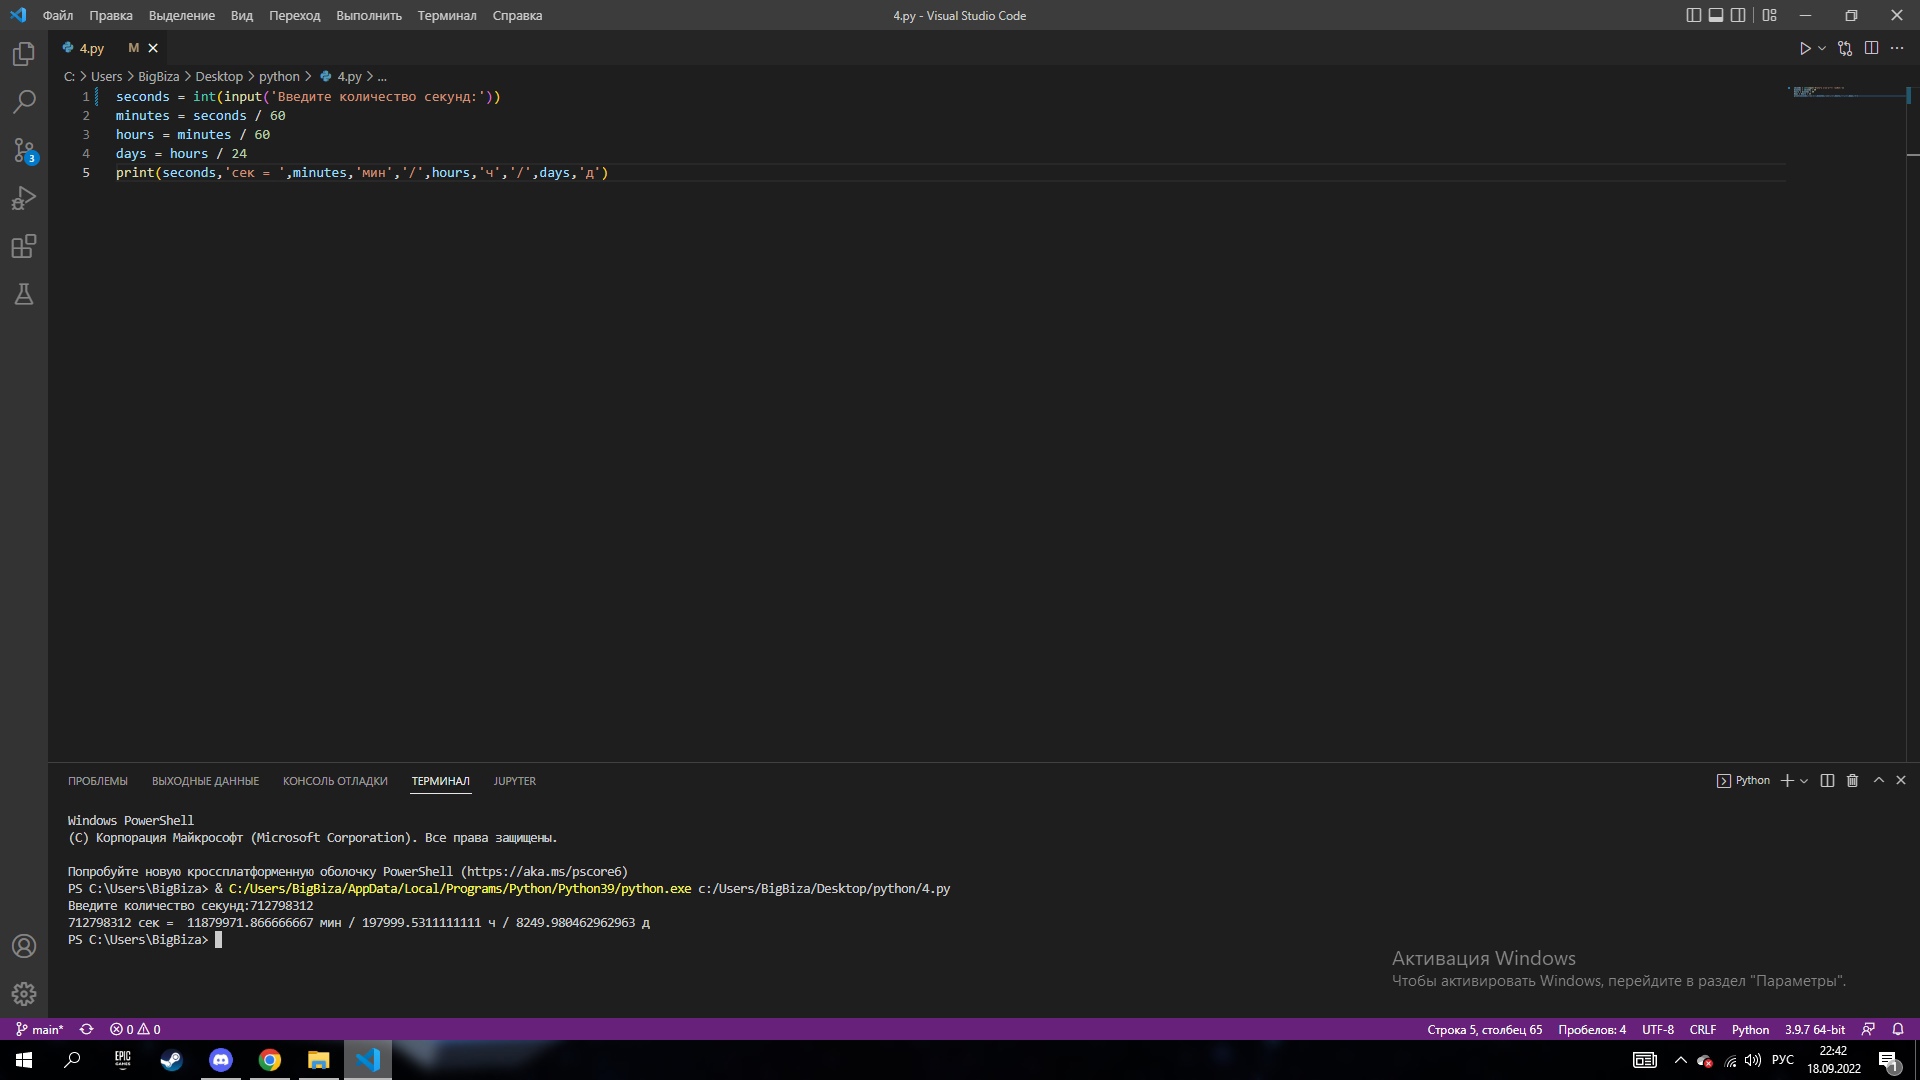 Файл Правка Выделение Вид Переход Выполнить Терминал Справка
4.py - Visual Studio Code
4.py M
C: > Users > BigBiza > Desktop > python > 4.py > ...
1 seconds = int(input('Введите количество секунд:'))
2 minutes = seconds / 60
3 hours = minutes / 60
4 days = hours / 24
5 print(seconds,'сек = ',minutes,'мин','/',hours,'ч','/',days,'д')
3
ПРОБЛЕМЫ ВЫХОДНЫЕ ДАННЫЕ КОНСОЛЬ ОТЛАДКИ ТЕРМИНАЛ JUPYTER
Python
Windows PowerShell
(C) Корпорация Майкрософт (Microsoft Corporation). Все права защищены.
Попробуйте новую кроссплатформенную оболочку PowerShell (https://aka.ms/pscore6)
PS C:\Users\BigBiza> & C:/Users/BigBiza/AppData/Local/Programs/Python/Python39/python.exe c:/Users/BigBiza/Desktop/python/4.py
Введите количество секунд:712798312
712798312 сек =  11879971.866666667 мин / 197999.5311111111 ч / 8249.980462962963 д
PS C:\Users\BigBiza>
Активация Windows
Чтобы активировать Windows, перейдите в раздел "Параметры".
main* 0 0
Строка 5, столбец 65 Пробелов: 4 UTF-8 CRLF Python 3.9.7 64-bit
EPIC GAMES
РУС
22:42
18.09.2022
1